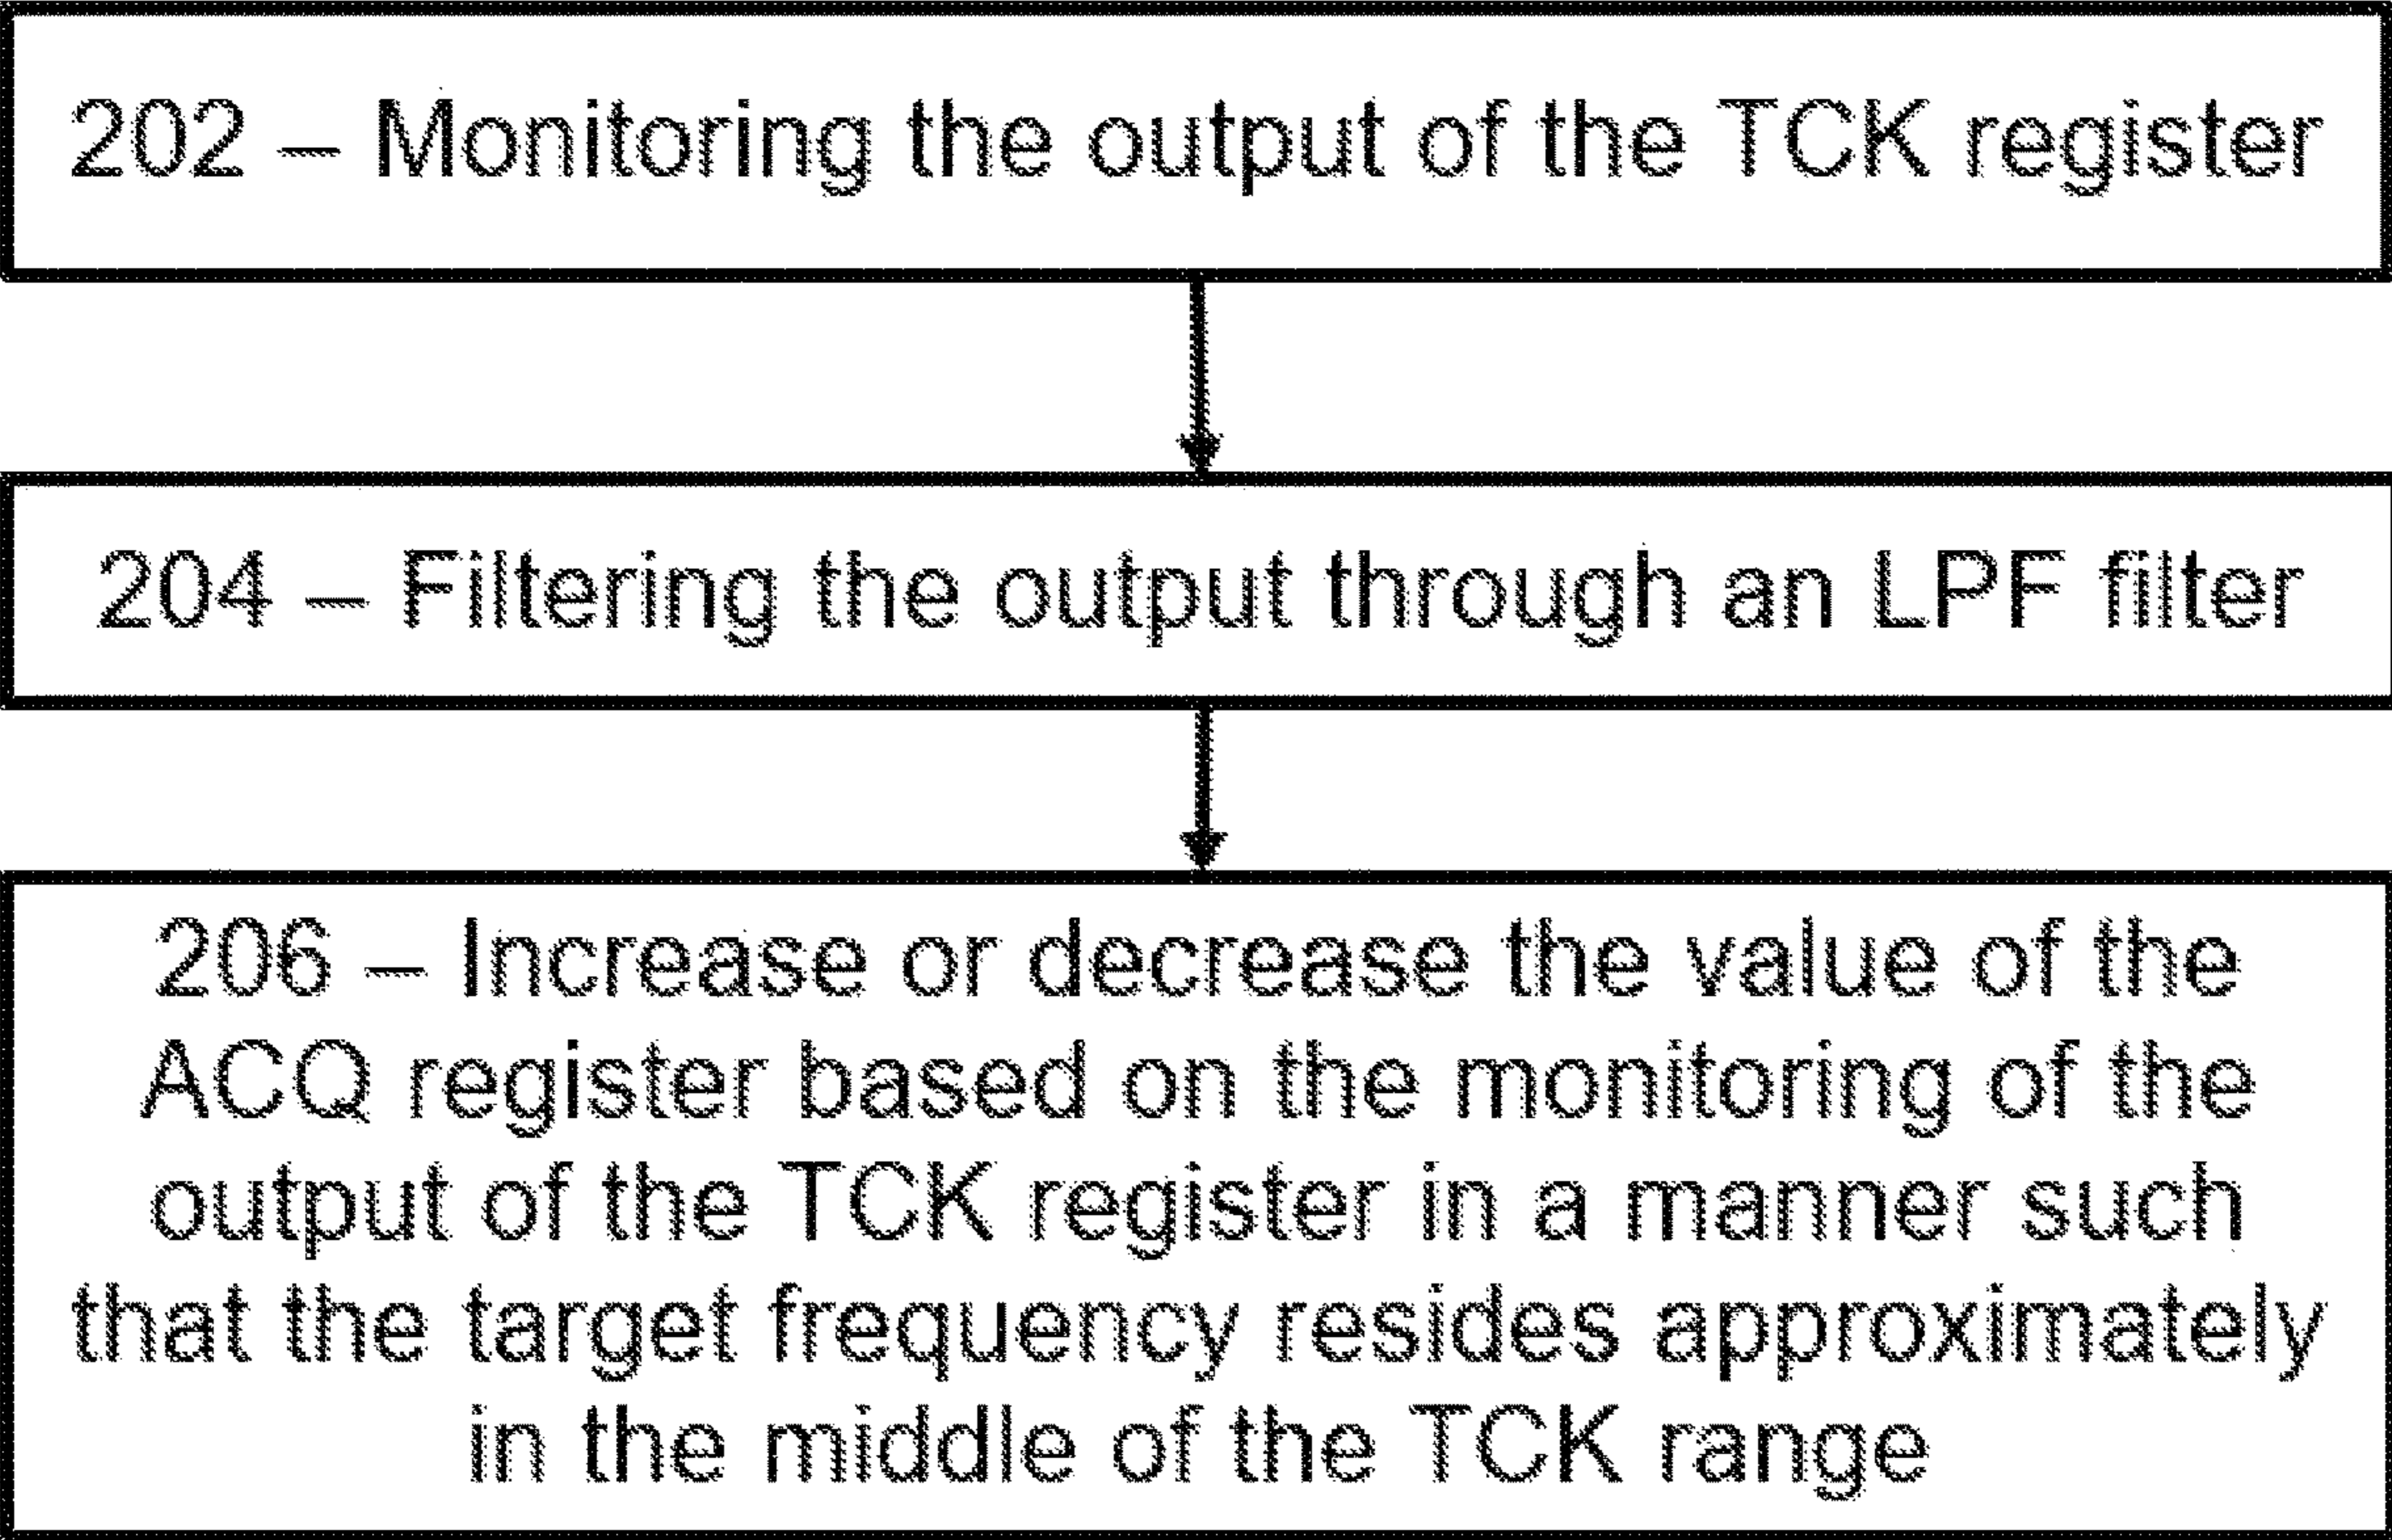 202 – Monitoring the output of the TCK register
204 – Filtering the output through an LPF filter
206 – Increase or decrease the value of the
ACQ register based on the monitoring of the
output of the TCK register in a manner such
that the target frequency resides approximately
in the middle of the TCK range